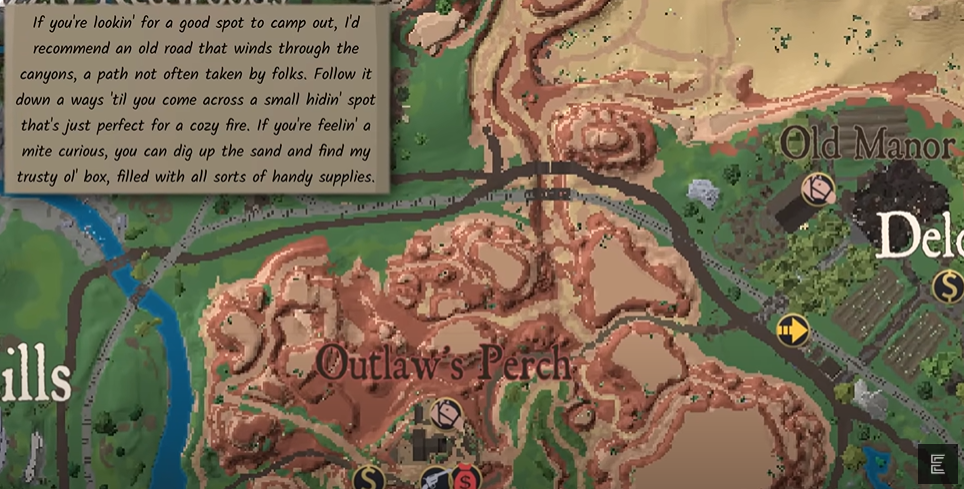 If you're lookin' for a good spot to camp out, I'd
recommend an old road that winds through the
canyons, a path not often taken by folks. Follow it
down a ways 'til you come across a small hidin' spot
that's just perfect for a cozy fire. If you're feelin' a
mite curious, you can dig up the sand and find my
trusty ol' box, filled with all sorts of handy supplies.
Old Manor
Delo
ills
Outlaw's Perch